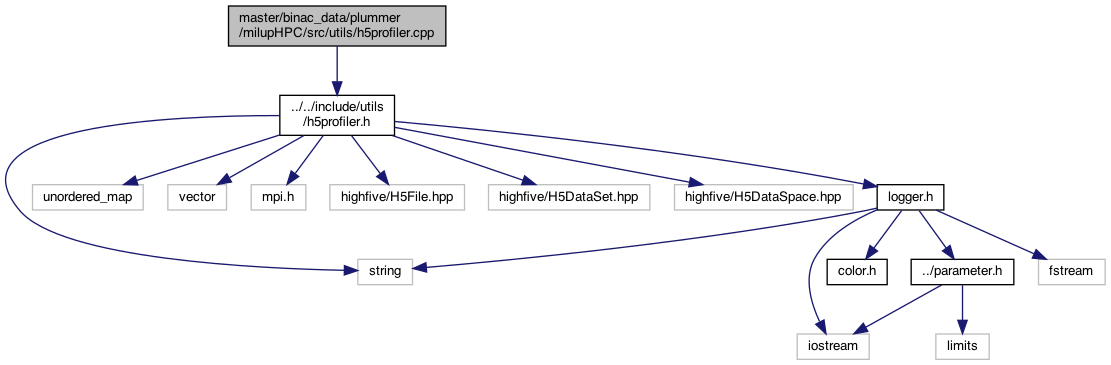 master/binac_data/plummer
/milupHPC/src/utils/h5profiler.cpp
../../include/utils
/h5profiler.h
unordered_map
vector
mpi.h
highfive/H5File.hpp
highfive/H5DataSet.hpp
highfive/H5DataSpace.hpp
logger.h
string
color.h
../parameter.h
fstream
iostream
limits